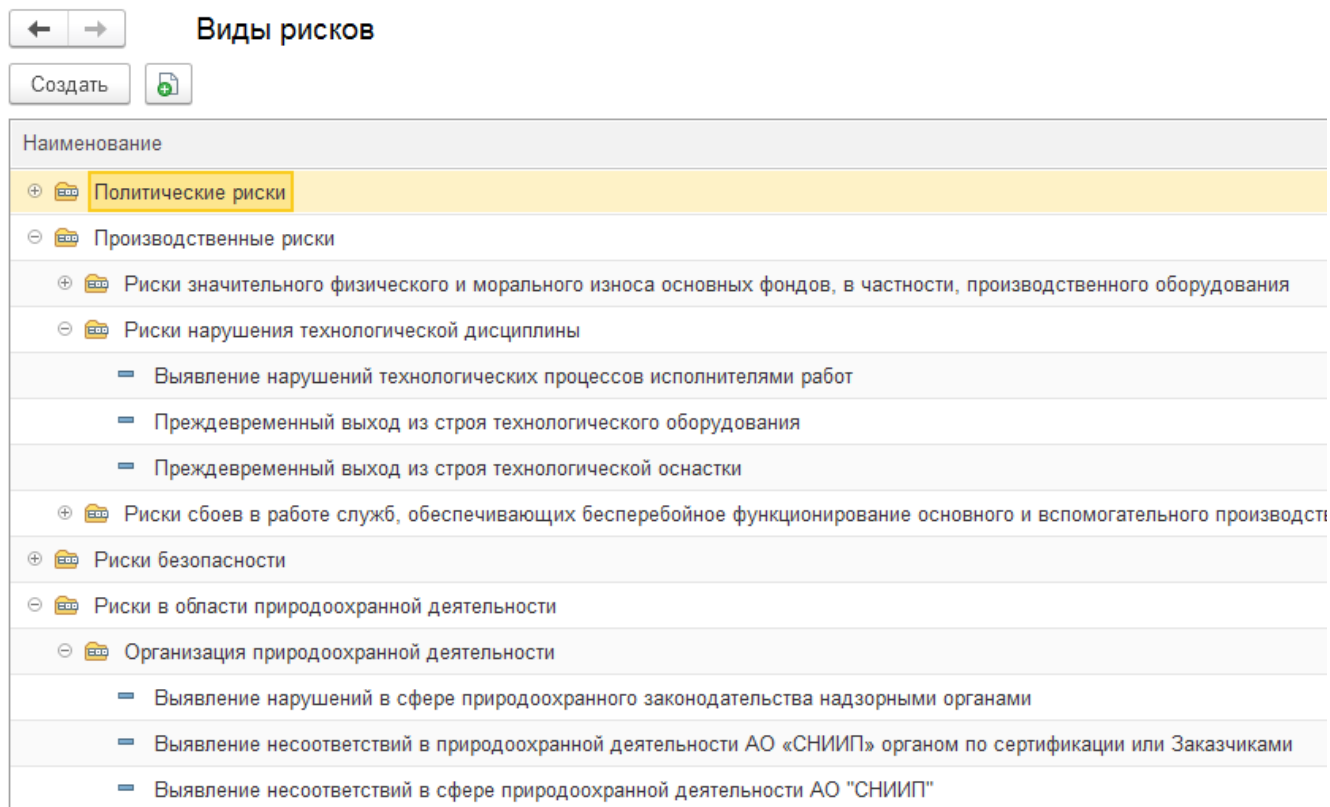 Виды рисков
Создать
Наименование
Политические риски
Производственные риски
Риски значительного физического и морального износа основных фондов, в частности, производственного оборудования
Риски нарушения технологической дисциплины
Выявление нарушений технологических процессов исполнителями работ
Преждевременный выход из строя технологического оборудования
Преждевременный выход из строя технологической оснастки
Риски сбоев в работе служб, обеспечивающих бесперебойное функционирование основного и вспомогательного
Риски безопасности
Риски в области природоохранной деятельности
Организация природоохранной деятельности
Выявление нарушений в сфере природоохранного законодательства надзорными органами
Выявление несоответствий в природоохранной деятельности АО «СНИИП» органом по сертификации или Заказчиками
Выявление несоответствий в сфере природоохранной деятельности АО "СНИИП"